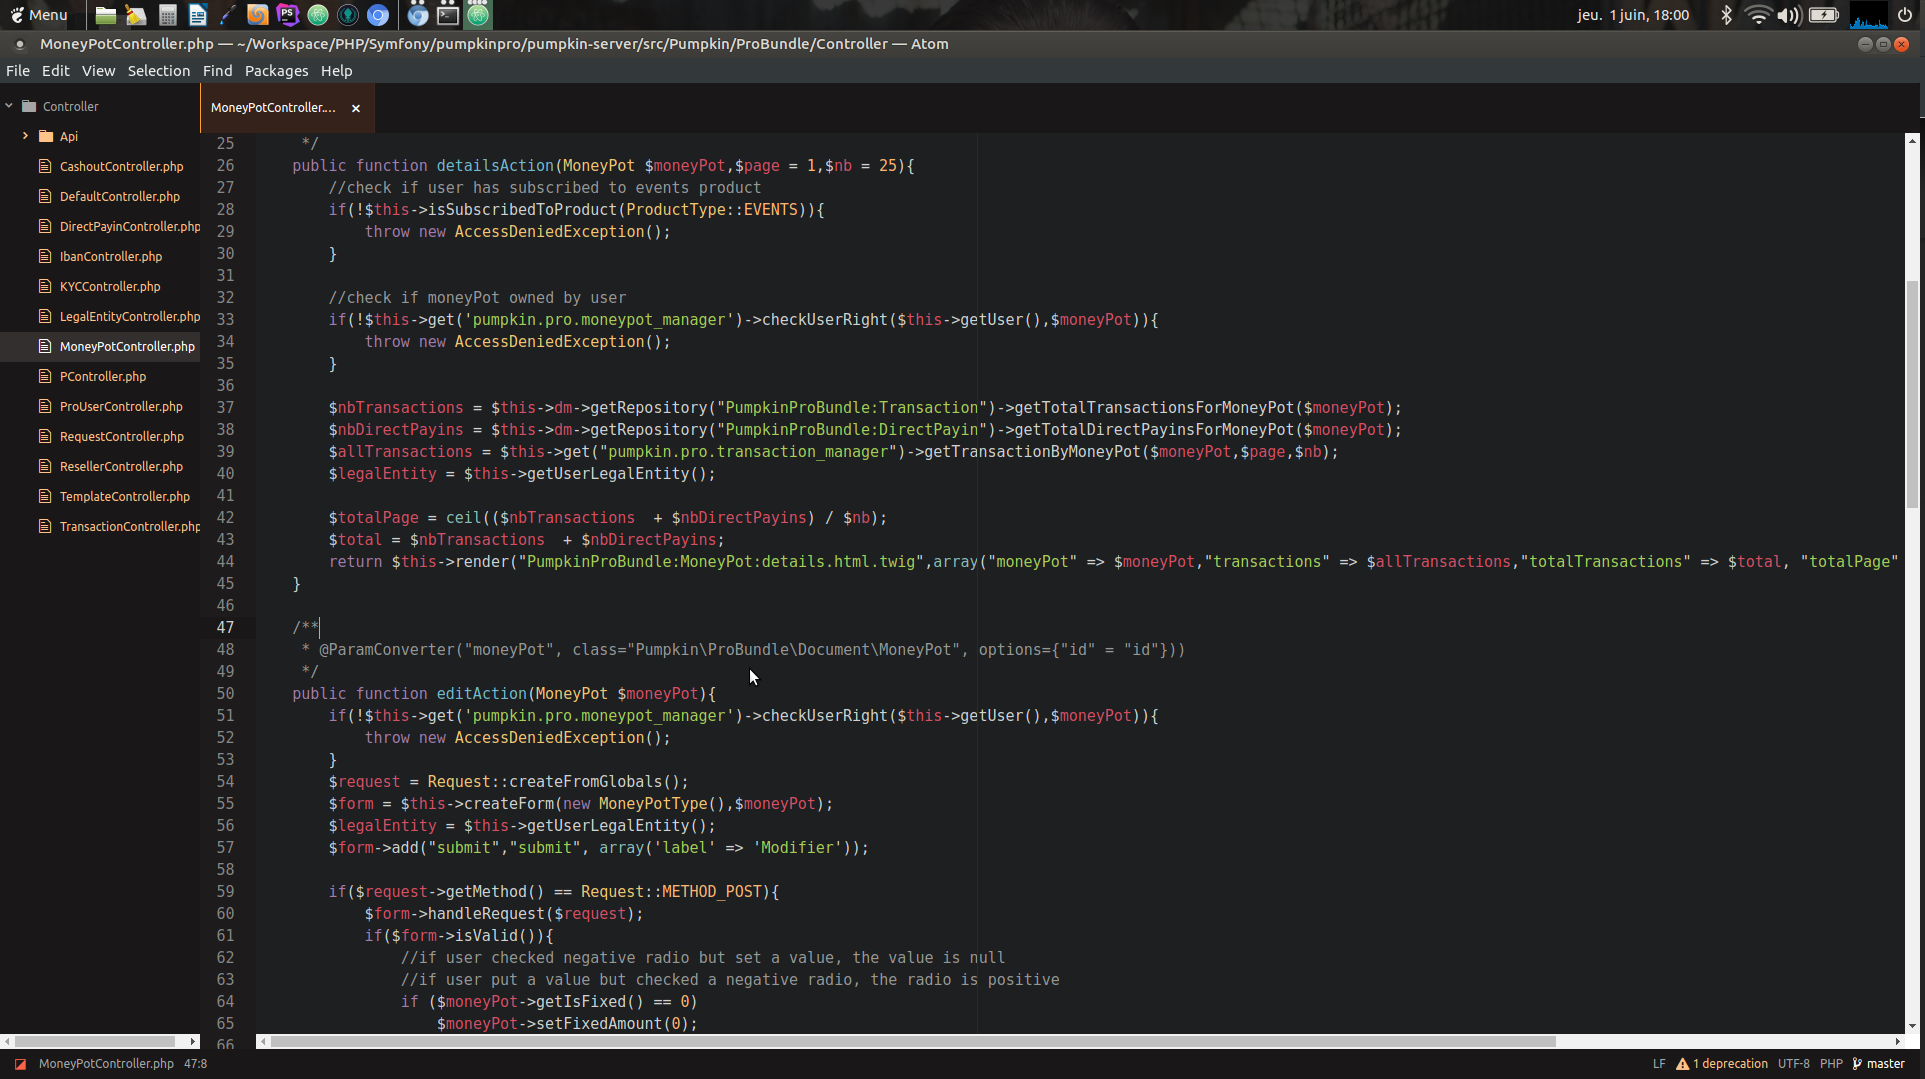 Menu
jeu. 1 juin, 18:00
MoneyPotController.php — ~/Workspace/PHP/Symfony/pumpkinpro/pumpkin-server/src/Pumpkin/ProBundle/Controller — Atom
File Edit View Selection Find Packages Help
Controller
Api
CashoutController.php
DefaultController.php
DirectPayinController.php
IbanController.php
KYCController.php
LegalEntityController.php
MoneyPotController.php
PController.php
ProUserController.php
RequestController.php
ResellerController.php
TemplateController.php
TransactionController.php
MoneyPotController....
25 */
26 public function detailsAction(MoneyPot $moneyPot,$page = 1,$nb = 25){
27 //check if user has subscribed to events product
28 if(!$this->isSubscribedToProduct(ProductType::EVENTS)){
29 throw new AccessDeniedException();
30 }
31
32 //check if moneyPot owned by user
33 if(!$this->get('pumpkin.pro.moneypot_manager')->checkUserRight($this->getUser(),$moneyPot)){
34 throw new AccessDeniedException();
35 }
36
37 $nbTransactions = $this->dm->getRepository("PumpkinProBundle:Transaction")->getTotalTransactionsForMoneyPot($moneyPot);
38 $nbDirectPayins = $this->dm->getRepository("PumpkinProBundle:DirectPayin")->getTotalDirectPayinsForMoneyPot($moneyPot);
39 $allTransactions = $this->get("pumpkin.pro.transaction_manager")->getTransactionByMoneyPot($moneyPot,$page,$nb);
40 $legalEntity = $this->getUserLegalEntity();
41
42 $totalPage = ceil(($nbTransactions  + $nbDirectPayins) / $nb);
43 $total = $nbTransactions  + $nbDirectPayins;
44 return $this->render("PumpkinProBundle:MoneyPot:details.html.twig",array("moneyPot" => $moneyPot,"transactions" => $allTransactions,"totalTransactions" => $total, "totalPage"
45 }
46
47 /**
48 * @ParamConverter("moneyPot", class="Pumpkin\ProBundle\Document\MoneyPot", options={"id" = "id"}))
49 */
50 public function editAction(MoneyPot $moneyPot){
51 if(!$this->get('pumpkin.pro.moneypot_manager')->checkUserRight($this->getUser(),$moneyPot)){
52 throw new AccessDeniedException();
53 }
54 $request = Request::createFromGlobals();
55 $form = $this->createForm(new MoneyPotType(),$moneyPot);
56 $legalEntity = $this->getUserLegalEntity();
57 $form->add("submit","submit", array('label' => 'Modifier'));
58
59 if($request->getMethod() == Request::METHOD_POST){
60 $form->handleRequest($request);
61 if($form->isValid()){
62 //if user checked negative radio but set a value, the value is null
63 //if user put a value but checked a negative radio, the radio is positive
64 if ($moneyPot->getIsFixed() == 0)
65 $moneyPot->setFixedAmount(0);
66
MoneyPotController.php 47:8
LF 1 deprecation UTF-8 PHP master